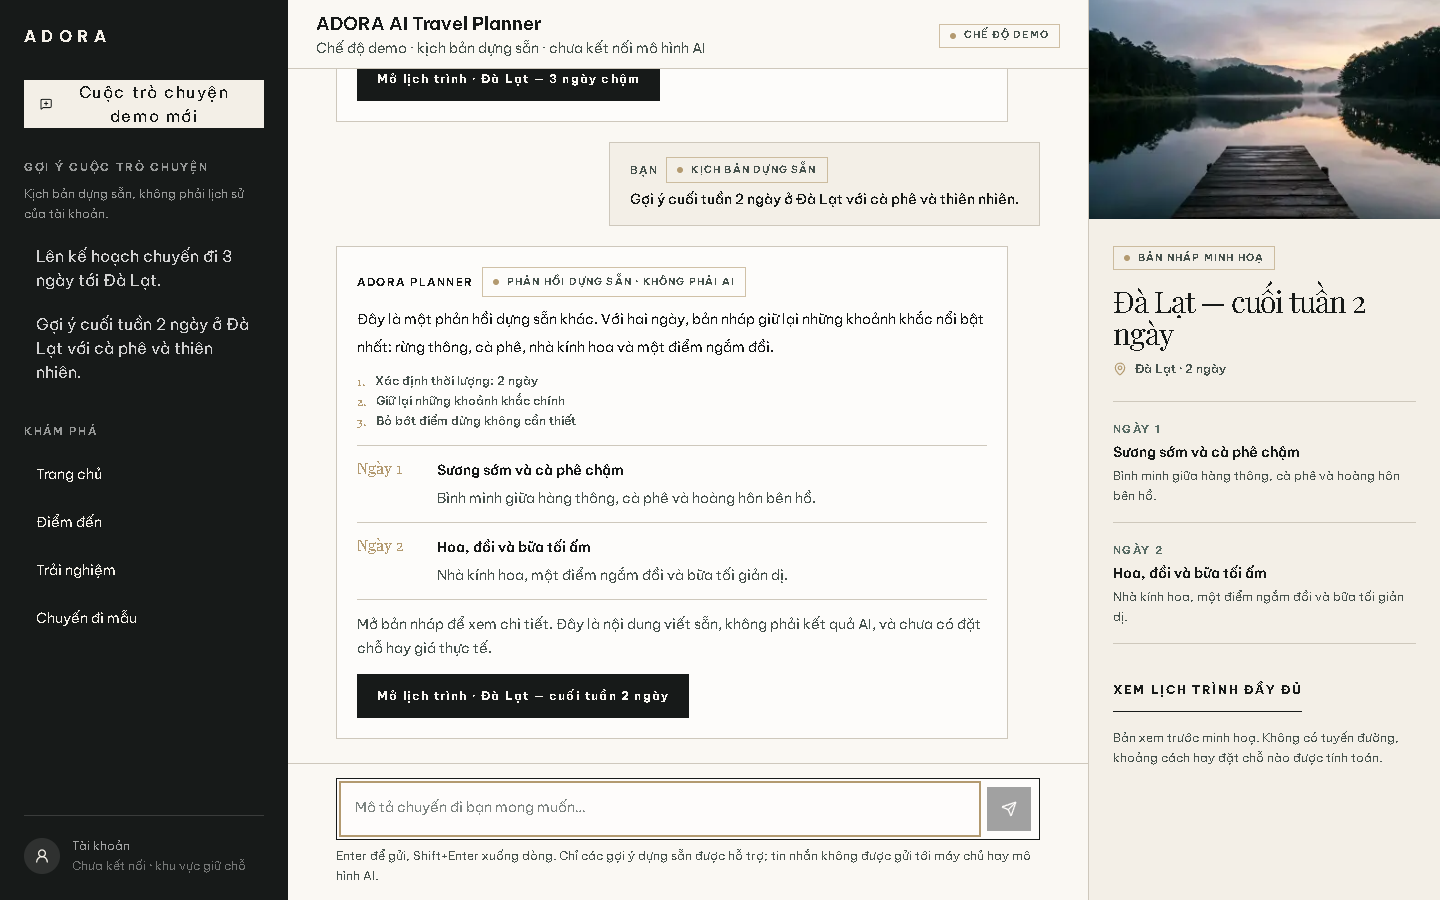 ADORA
Cuộc trò chuyện
demo mới
GỢI Ý CUỘC TRÒ CHUYỆN
Kịch bản dựng sẵn, không phải lịch sử
của tài khoản.
Lên kế hoạch chuyến đi 3
ngày tới Đà Lạt.
Gợi ý cuối tuần 2 ngày ở Đà
Lạt với cà phê và thiên
nhiên.
KHÁM PHÁ
Trang chủ
Điểm đến
Trải nghiệm
Chuyến đi mẫu
Tài khoản
Chưa kết nối · khu vực giữ chỗ
ADORA AI Travel Planner
Chế độ demo · kịch bản dựng sẵn · chưa kết nối mô hình AI
CHẾ ĐỘ DEMO
Mở lịch trình · Đà Lạt — 3 ngày chậm
BẠN
KỊCH BẢN DỰNG SẴN
Gợi ý cuối tuần 2 ngày ở Đà Lạt với cà phê và thiên nhiên.
ADORA PLANNER
PHẢN HỒI DỰNG SẴN · KHÔNG PHẢI AI
Đây là một phản hồi dựng sẵn khác. Với hai ngày, bản nháp giữ lại những khoảnh khắc nổi bật
nhất: rừng thông, cà phê, nhà kính hoa và một điểm ngắm đồi.
1. Xác định thời lượng: 2 ngày
2. Giữ lại những khoảnh khắc chính
3. Bỏ bớt điểm dừng không cần thiết
Ngày 1
Sương sớm và cà phê chậm
Bình minh giữa hàng thông, cà phê và hoàng hôn bên hồ.
Ngày 2
Hoa, đồi và bữa tối ấm
Nhà kính hoa, một điểm ngắm đồi và bữa tối giản dị.
Mở bản nháp để xem chi tiết. Đây là nội dung viết sẵn, không phải kết quả AI, và chưa có đặt
chỗ hay giá thực tế.
Mở lịch trình · Đà Lạt — cuối tuần 2 ngày
Mô tả chuyến đi bạn mong muốn...
Enter để gửi, Shift+Enter xuống dòng. Chỉ các gợi ý dựng sẵn được hỗ trợ; tin nhắn không được gửi tới máy chủ hay mô
hình AI.
BẢN NHÁP MINH HOẠ
Đà Lạt — cuối tuần 2
ngày
Đà Lạt · 2 ngày
NGÀY 1
Sương sớm và cà phê chậm
Bình minh giữa hàng thông, cà phê và hoàng hôn
bên hồ.
NGÀY 2
Hoa, đồi và bữa tối ấm
Nhà kính hoa, một điểm ngắm đồi và bữa tối giản
dị.
XEM LỊCH TRÌNH ĐẦY ĐỦ
Bản xem trước minh hoạ. Không có tuyến đường,
khoảng cách hay đặt chỗ nào được tính toán.